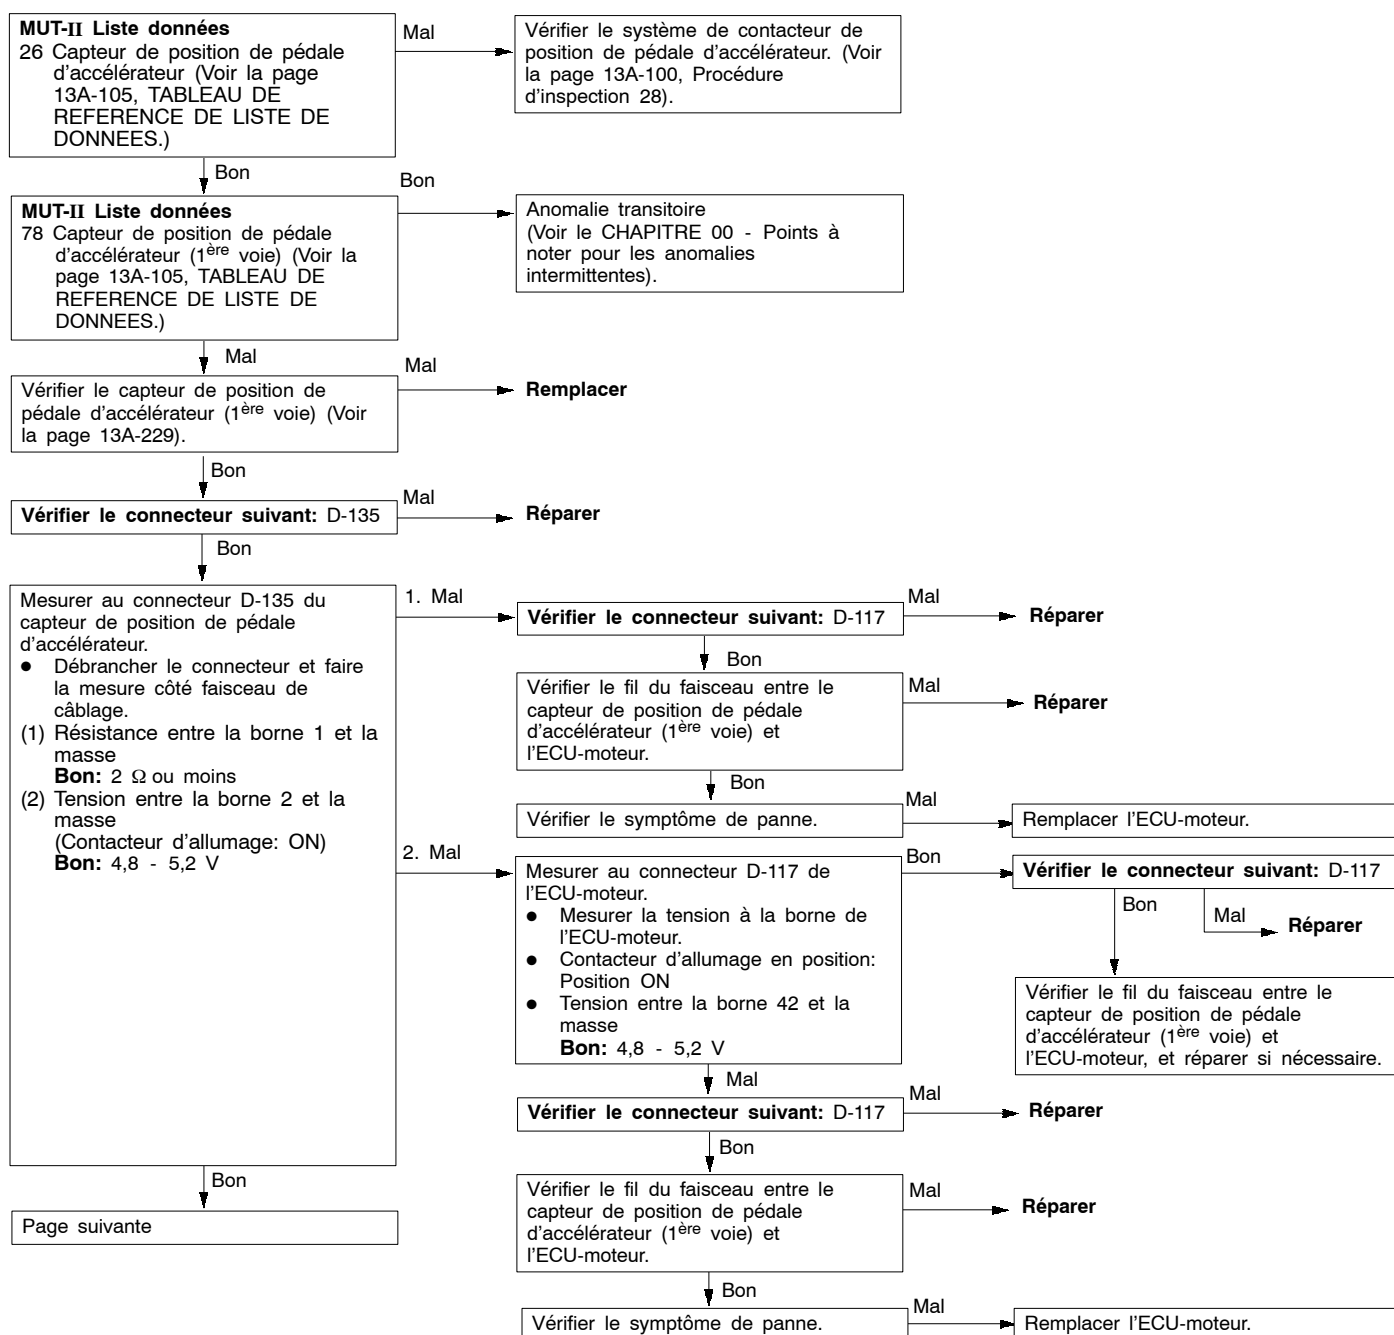 MUT-II Liste données
26 Capteur de position de pédale
d'accélérateur (Voir la page
13A-105, TABLEAU DE
REFERENCE DE LISTE DE
DONNEES.)
Mal
Vérifier le système de contacteur de
position de pédale d'accélérateur. (Voir
la page 13A-100, Procédure
d'inspection 28).
Bon
MUT-II Liste données
78 Capteur de position de pédale
d'accélérateur (1ère voie) (Voir la
page 13A-105, TABLEAU DE
REFERENCE DE LISTE DE
DONNEES.)
Bon
Anomalie transitoire
(Voir le CHAPITRE 00 - Points à
noter pour les anomalies
intermittentes).
Mal
Vérifier le capteur de position de
pédale d'accélérateur (1ère voie) (Voir
la page 13A-229).
Mal
Remplacer
Bon
Vérifier le connecteur suivant: D-135
Mal
Réparer
Bon
Mesurer au connecteur D-135 du
capteur de position de pédale
d'accélérateur.
● Débrancher le connecteur et faire
la mesure côté faisceau de
câblage.
(1) Résistance entre la borne 1 et la
masse
Bon: 2 Ω ou moins
(2) Tension entre la borne 2 et la
masse
(Contacteur d'allumage: ON)
Bon: 4,8 - 5,2 V
1. Mal
Vérifier le connecteur suivant: D-117
Mal
Réparer
Bon
Vérifier le fil du faisceau entre le
capteur de position de pédale
d'accélérateur (1ère voie) et
l'ECU-moteur.
Mal
Réparer
Bon
Vérifier le symptôme de panne.
Mal
Remplacer l'ECU-moteur.
2. Mal
Mesurer au connecteur D-117 de
l'ECU-moteur.
● Mesurer la tension à la borne de
l'ECU-moteur.
● Contacteur d'allumage en position:
Position ON
● Tension entre la borne 42 et la
masse
Bon: 4,8 - 5,2 V
Bon
Vérifier le connecteur suivant: D-117
Bon
Mal
Réparer
Vérifier le fil du faisceau entre le
capteur de position de pédale
d'accélérateur (1ère voie) et
l'ECU-moteur, et réparer si nécessaire.
Mal
Vérifier le connecteur suivant: D-117
Mal
Réparer
Bon
Vérifier le fil du faisceau entre le
capteur de position de pédale
d'accélérateur (1ère voie) et
l'ECU-moteur.
Mal
Réparer
Bon
Vérifier le symptôme de panne.
Mal
Remplacer l'ECU-moteur.
Bon
Page suivante